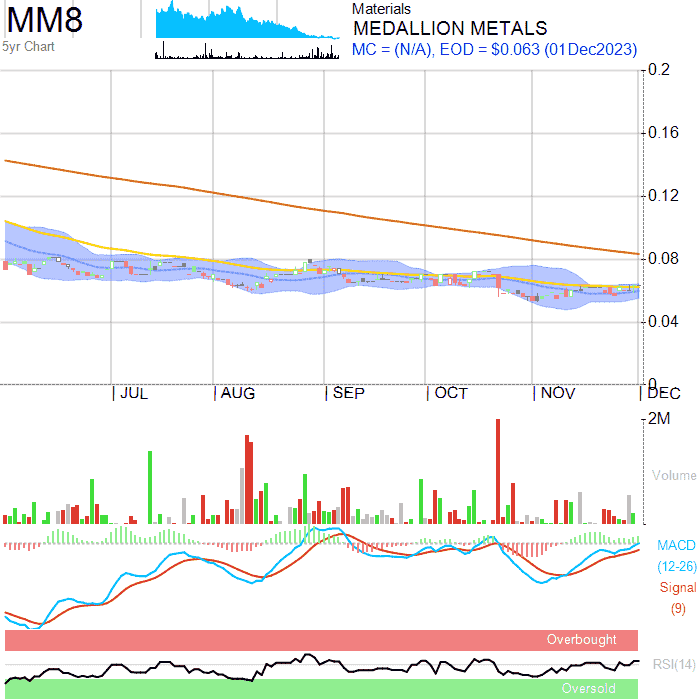 MM8
5yr Chart
Materials
MEDALLION METALS
MC = (N/A), EOD = $0.063 (01Dec2023)
0.2
0.16
0.12
0.08
0.04
0
JUL
AUG
SEP
OCT
NOV
DEC
2M
Volume
MACD
(12-26)
Signal
(9)
Overbought
RSI(14)
Oversold